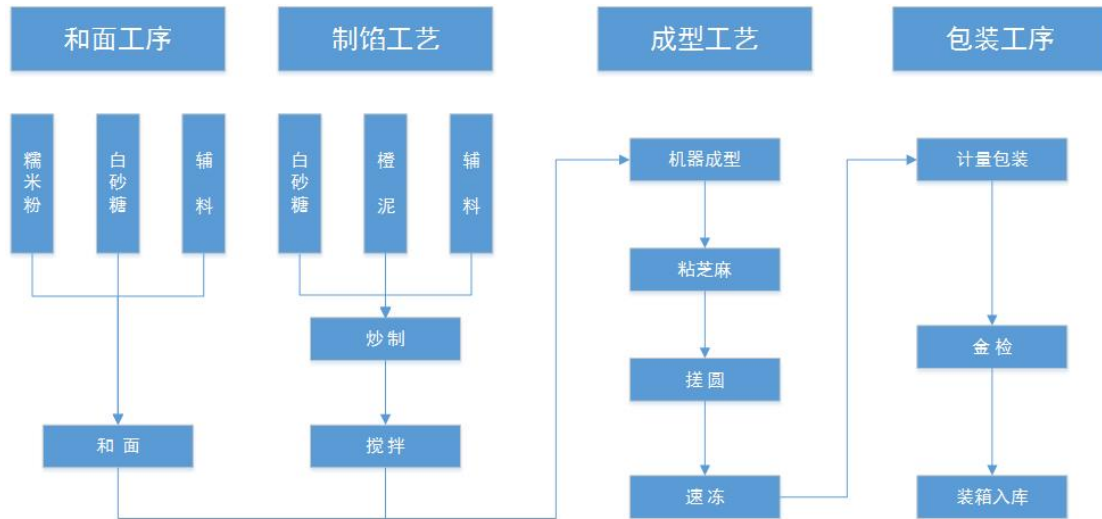 和面工序
制馅工艺
成型工艺
包装工序
糯米粉
白砂糖
辅料
白砂糖
橙泥
辅料
机器成型
计量包装
粘芝麻
炒制
金检
搓圆
和面
搅拌
速冻
装箱入库